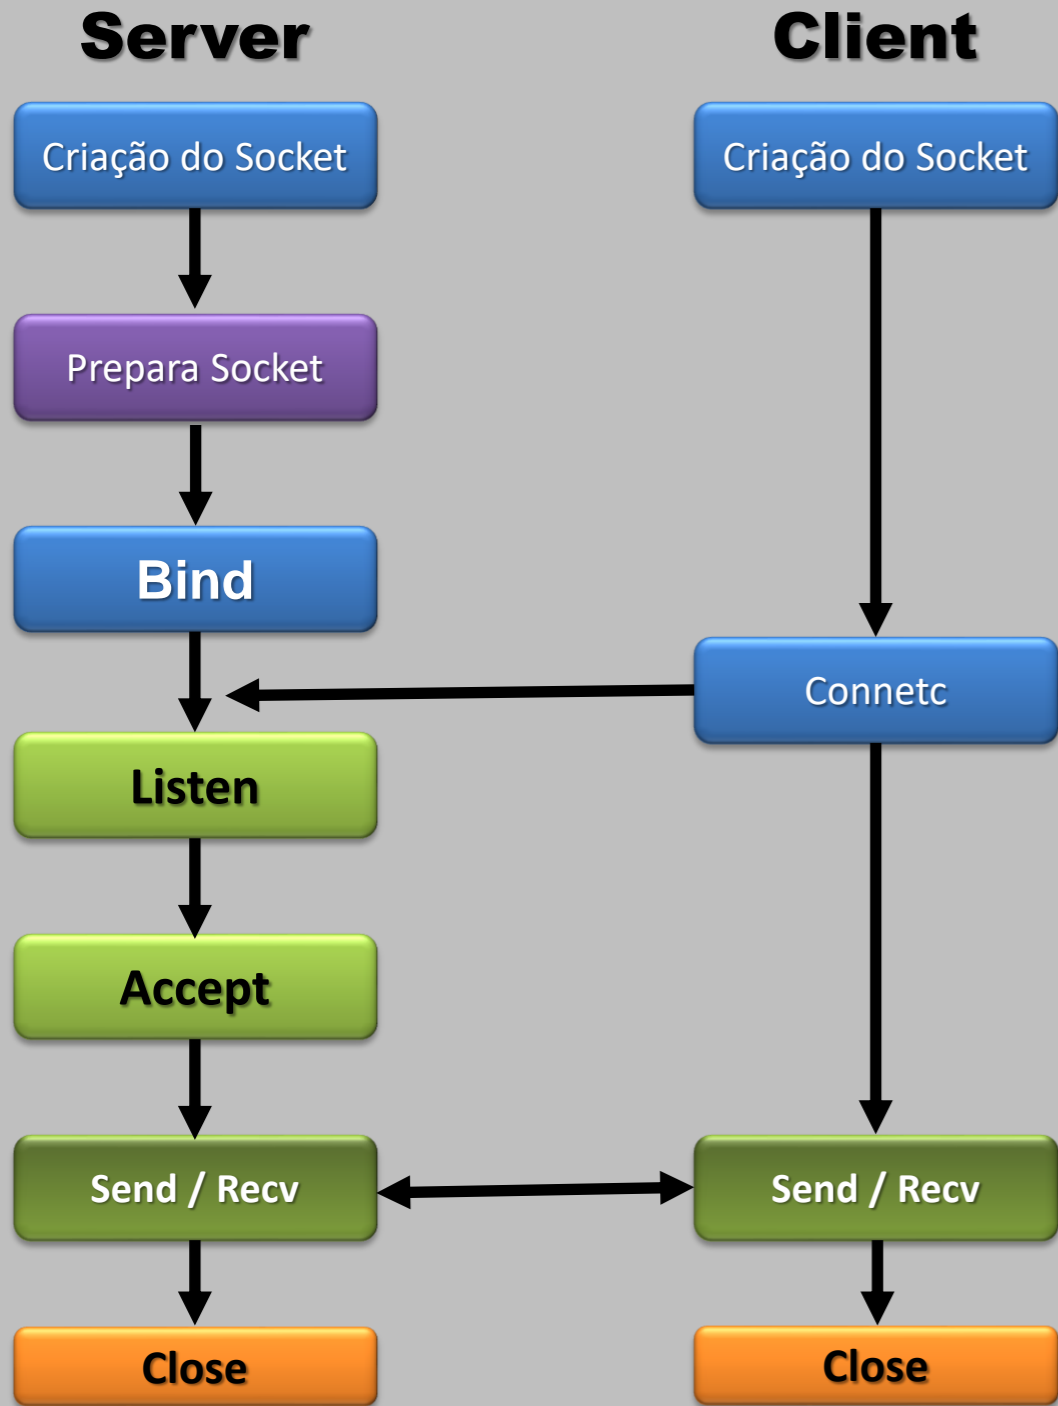 Server
Client
Criação do Socket
Criação do Socket
Prepara Socket
Bind
Connetc
Listen
Accept
Send / Recv
Send / Recv
Close
Close